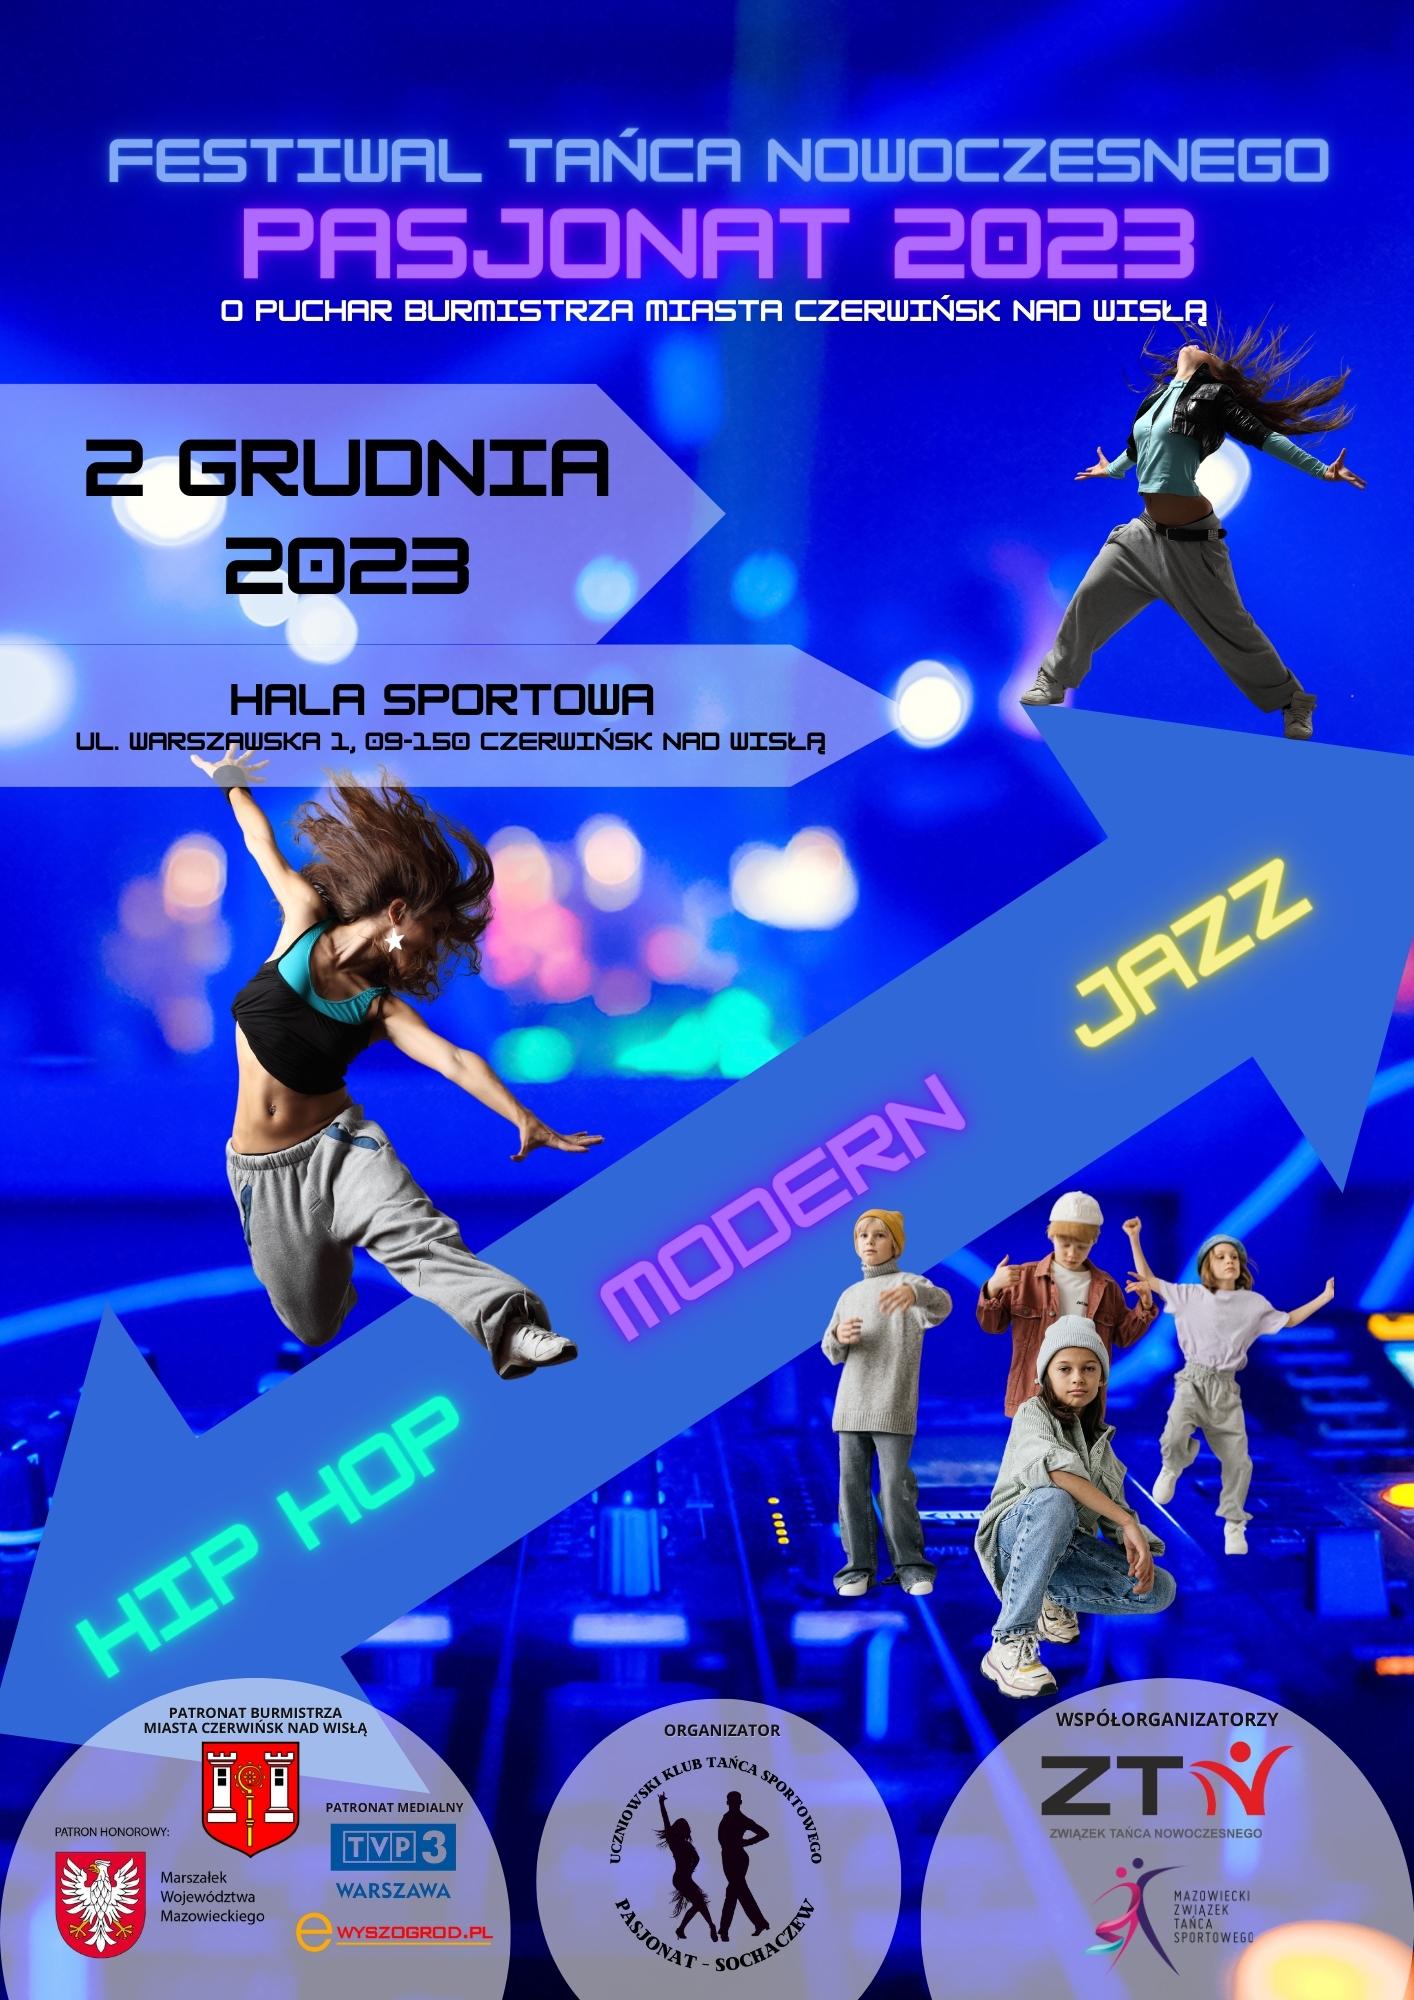 FESTIWAL TAŃCA NOWOCZESNEGO
PASJONAT 2023
O PUCHAR BURMISTRZA MIASTA CZERWIŃSK NAD WISŁĄ
2 GRUDNIA
2023
HALA SPORTOWA
UL. WARSZAWSKA 1, 09-150 CZERWIŃSK NAD WISŁĄ
JAZZ
MODERN
HIP HOP
PATRONAT BURMISTRZA
MIASTA CZERWIŃSK NAD WISŁĄ
PATRON HONOROWY:
Marszałek
Województwa
Mazowieckiego
PATRONAT MEDIALNY
TVP3
WARSZAWA
eWYSZOGROD.PL
ORGANIZATOR
UCZNIOWSKI KLUB TAŃCA SPORTOWEGO
PASJONAT - SOCHACZEW
WSPÓŁORGANIZATORZY
ZTN
ZWIĄZEK TAŃCA NOWOCZESNEGO
MAZOWIECKI
ZWIĄZEK
TAŃCA
SPORTOWEGO